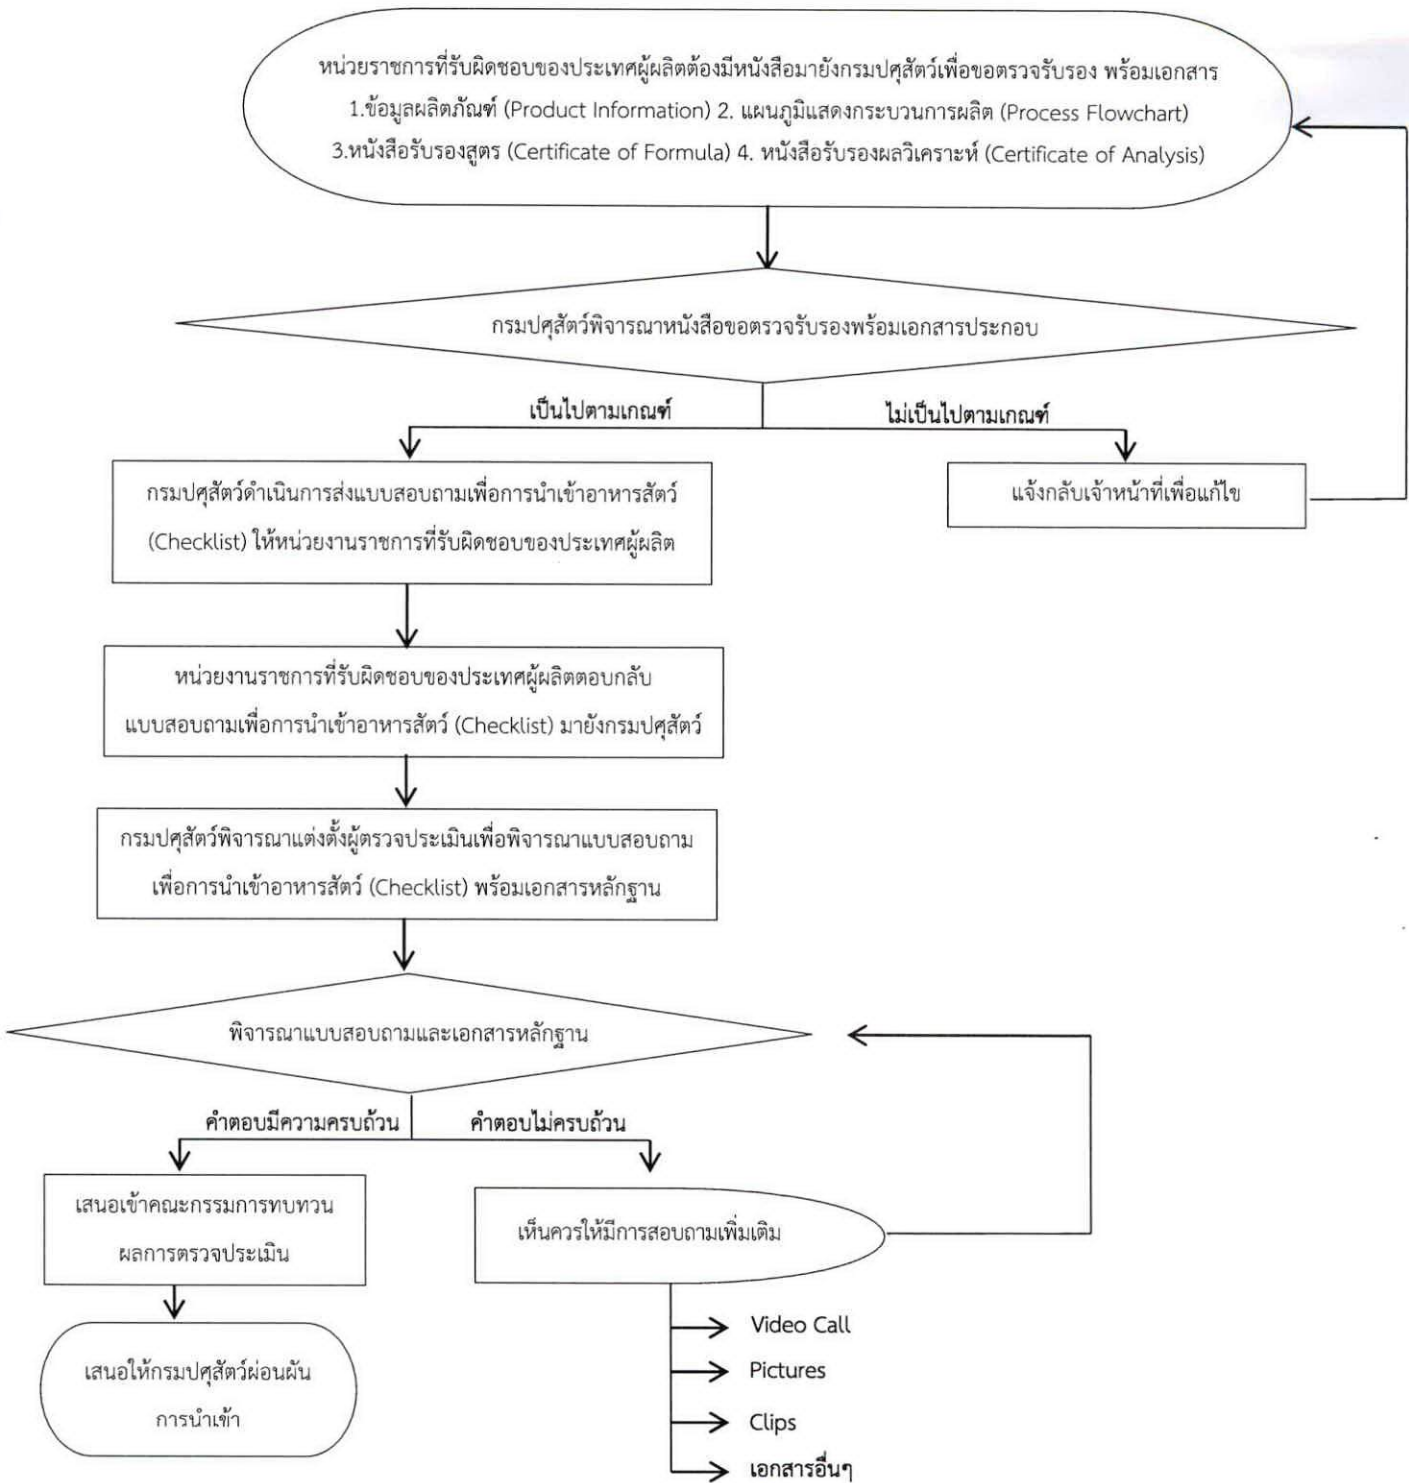 หน่วยราชการที่รับผิดชอบของประเทศผู้ผลิตต้องมีหนังสือมายังกรมปศุสัตว์เพื่อขอตรวจรับรอง พร้อมเอกสาร
1.ข้อมูลผลิตภัณฑ์ (Product Information) 2. แผนภูมิแสดงกระบวนการผลิต (Process Flowchart)
3.หนังสือรับรองสูตร (Certificate of Formula) 4. หนังสือรับรองผลวิเคราะห์ (Certificate of Analysis)
กรมปศุสัตว์พิจารณาหนังสือขอตรวจรับรองพร้อมเอกสารประกอบ
เป็นไปตามเกณฑ์
ไม่เป็นไปตามเกณฑ์
กรมปศุสัตว์ดำเนินการส่งแบบสอบถามเพื่อการนำเข้าอาหารสัตว์
(Checklist) ให้หน่วยงานราชการที่รับผิดชอบของประเทศผู้ผลิต
แจ้งกลับเจ้าหน้าที่เพื่อแก้ไข
หน่วยงานราชการที่รับผิดชอบของประเทศผู้ผลิตตอบกลับ
แบบสอบถามเพื่อการนำเข้าอาหารสัตว์ (Checklist) มายังกรมปศุสัตว์
กรมปศุสัตว์พิจารณาแต่งตั้งผู้ตรวจประเมินเพื่อพิจารณาแบบสอบถาม
เพื่อการนำเข้าอาหารสัตว์ (Checklist) พร้อมเอกสารหลักฐาน
พิจารณาแบบสอบถามและเอกสารหลักฐาน
คำตอบมีความครบถ้วน
คำตอบไม่ครบถ้วน
เสนอเข้าคณะกรรมการทบทวน
ผลการตรวจประเมิน
เห็นควรให้มีการสอบถามเพิ่มเติม
เสนอให้กรมปศุสัตว์ผ่อนผัน
การนำเข้า
Video Call
Pictures
Clips
เอกสารอื่นๆ